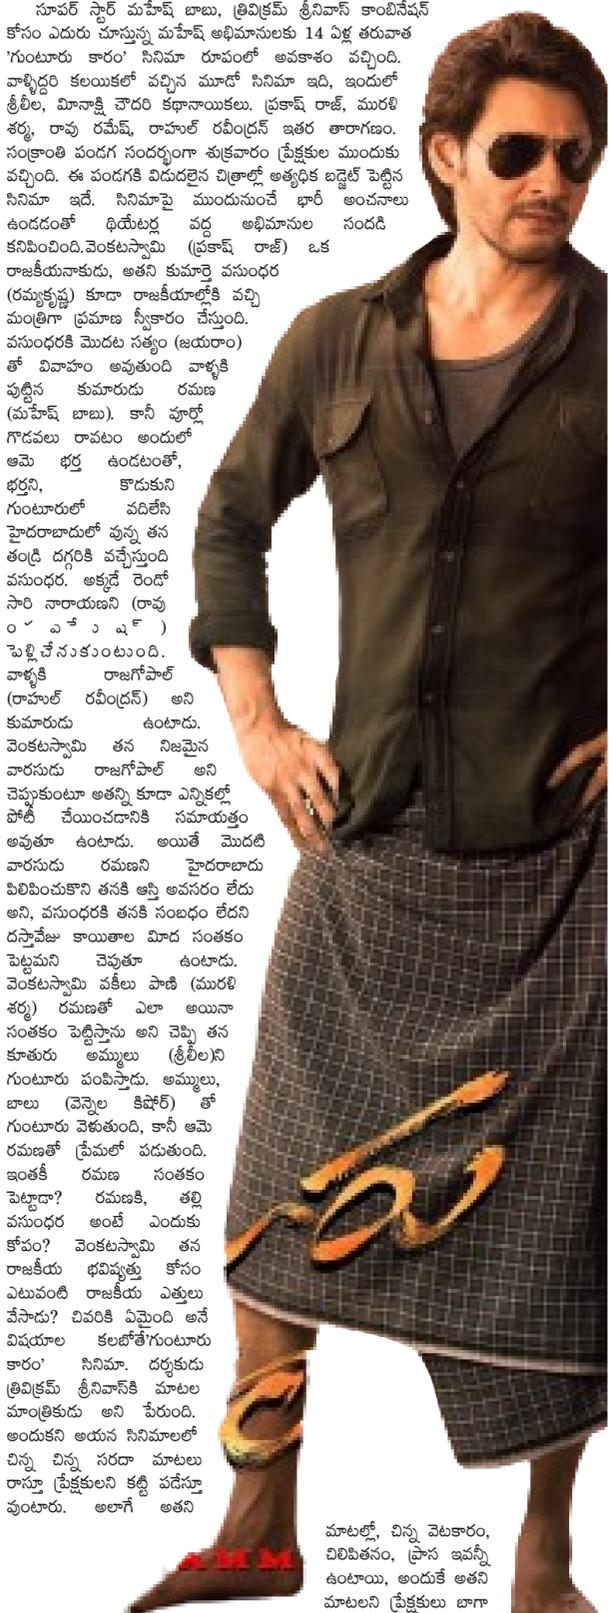 సూపర్ స్టార్ మహేష్ బాబు, త్రివిక్రమ్ శ్రీనివాస్ కాంబినేషన్
కోసం ఎదురు చూస్తున్న మహేష్ అభిమానులకు 14 ఏళ్ల తరువాత
'గుంటూరు కారం' సినిమా రూపంలో అవకాశం వచ్చింది.
వాళ్ళిద్దరి కలయికలో వచ్చిన మూడో సినిమా ఇది, ఇందులో
శ్రీలీల, మీనాక్షి చౌదరి కథానాయికలు. ప్రకాష్ రాజ్, మురళి
శర్మ, రావు రమేష్, రాహుల్ రవీంద్రన్ ఇతర తారాగణం.
సంక్రాంతి పండగ సందర్భంగా శుక్రవారం ప్రేక్షకుల ముందుకు
వచ్చింది. ఈ పండగకి విడుదలైన చిత్రాల్లో అత్యధిక బడ్జెట్ పెట్టిన
సినిమా ఇదే. సినిమాపై ముందునుంచే భారీ అంచనాలు
ఉండడంతో థియేటర్ల వద్ద అభిమానుల సందడి
కనిపించింది.వెంకటస్వామి (ప్రకాష్ రాజ్) ఒక
రాజకీయనాకుడు, అతని కుమార్తె వసుంధర
(రమ్యకృష్ణ) కూడా రాజకీయాల్లోకి వచ్చి
మంత్రిగా ప్రమాణ స్వీకారం చేస్తుంది.
వసుంధరకి మొదట సత్యం (జయరాం)
తో వివాహం అవుతుంది వాళ్ళకి
పుట్టిన కుమారుడు రమణ
(మహేష్ బాబు). కానీ వూర్లో
గొడవలు రావటం అందులో
ఆమె భర్త ఉండటంతో,
భర్తని, కొడుకుని
గుంటూరులో వదిలేసి
హైదరాబాదులో వున్న తన
తండ్రి దగ్గరికి వచ్చేస్తుంది
వసుంధర. అక్కడే రెండో
సారి నారాయణని (రావు
)
పెళ్లిచేసుకుంటుంది.
వాళ్ళకి రాజగోపాల్
(రాహుల్ రవీంద్రన్) అని
కుమారుడు ఉంటాడు.
వెంకటస్వామి తన నిజమైన
వారసుడు రాజగోపాల్ అని
చెప్పుకుంటూ అతన్ని కూడా ఎన్నికల్లో
పోటీ చేయించడానికి సమాయత్తం
అవుతూ ఉంటాడు. అయితే మొదటి
వారసుడు రమణని హైదరాబాదు
పిలిపించుకొని తనకి ఆస్తి అవసరం లేదు
అని, వసుంధరకి తనకి సంబధం లేదని
దస్తావేజు కాయితాల మీద సంతకం
పెట్టమని చెపుతూ ఉంటాడు.
వెంకటస్వామి వకీలు పాణి (మురళి
శర్మ) రమణతో ఎలా అయినా
సంతకం పెట్టిస్తాను అని చెప్పి తన
కూతురు అమ్ములు (శ్రీలీల)ని
గుంటూరు పంపిస్తాడు. అమ్ములు,
బాలు (వెన్నెల కిషోర్) తో
గుంటూరు వెళుతుంది, కానీ ఆమె
రమణతో ప్రేమలో పడుతుంది.
ఇంతకీ రమణ సంతకం
పెట్టాడా? రమణకి, తల్లి
వసుంధర అంటే ఎందుకు
కోపం? వెంకటస్వామి తన
రాజకీయ భవిష్యత్తు కోసం
ఎటువంటి రాజకీయ ఎత్తులు
వేసాడు? చివరికి ఏమైంది అనే
విషయాల కలబోతే'గుంటూరు
కారం' సినిమా. దర్శకుడు
త్రివిక్రమ్ శ్రీనివాస్‌కి మాటల
మాంత్రికుడు అని పేరుంది.
అందుకని అయన సినిమాలలో
చిన్న చిన్న సరదా మాటలు
రాస్తూ ప్రేక్షకులని కట్టి పడేస్తూ
వుంటారు. అలాగే అతని
మాటల్లో, చిన్న వెటకారం,
చిలిపితనం, ప్రాస ఇవన్నీ
ఉంటాయి, అందుకే అతని
మాటలని ప్రేక్షకులు బాగా
AMM